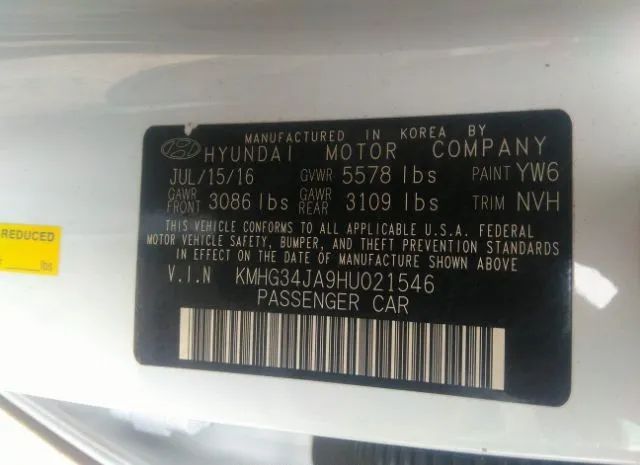 MANUFACTURED IN KOREA BY
HYUNDAI MOTOR COMPANY
JUL/15/16 GVWR 5578 lbs PAINT YW6
GAWR FRONT 3086 lbs GAWR REAR 3109 lbs TRIM NVH
THIS VEHICLE CONFORMS TO ALL APPLICABLE U.S.A. FEDERAL
MOTOR VEHICLE SAFETY, BUMPER, AND THEFT PREVENTION STANDARDS
IN EFFECT ON THE DATE OF MANUFACTURE SHOWN ABOVE
V.I.N KMHG34JA9HU021546
PASSENGER CAR
REDUCED
lbs